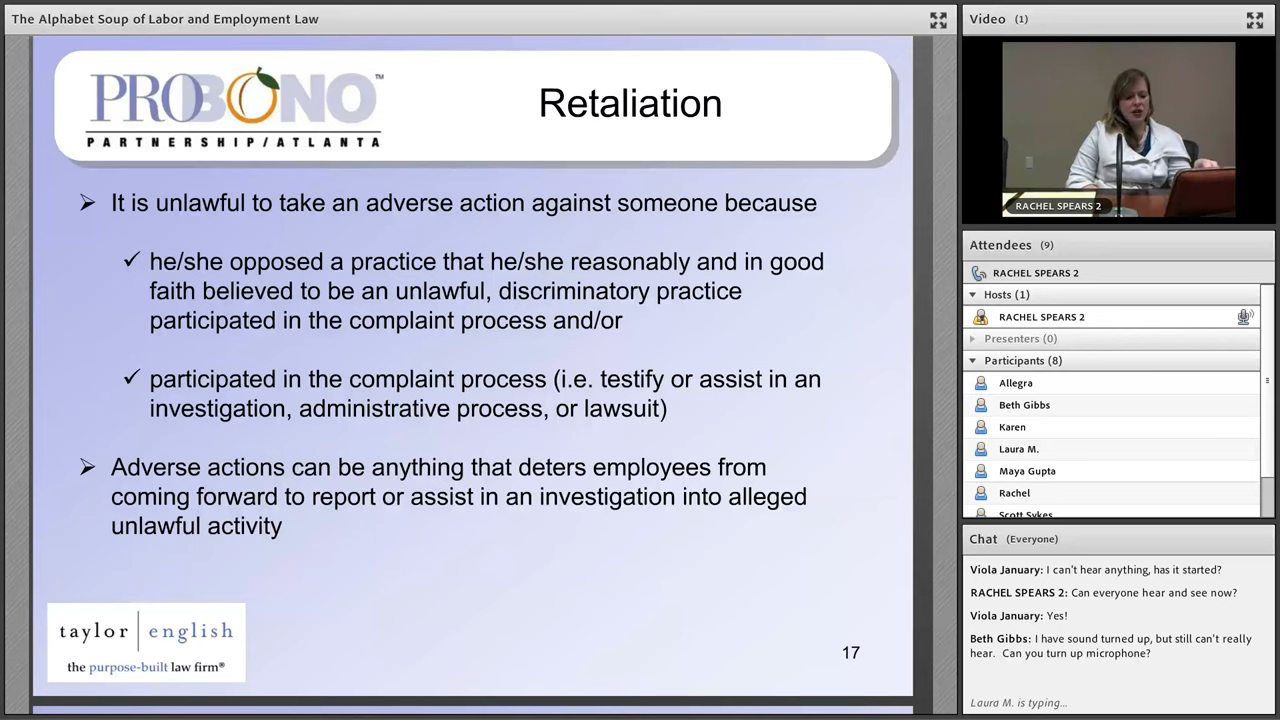 The Alphabet Soup of Labor and Employment Law
PROBONO™
PARTNERSHIP/ATLANTA
Retaliation
It is unlawful to take an adverse action against someone because
he/she opposed a practice that he/she reasonably and in good
faith believed to be an unlawful, discriminatory practice
participated in the complaint process and/or
participated in the complaint process (i.e. testify or assist in an
investigation, administrative process, or lawsuit)
Adverse actions can be anything that deters employees from
coming forward to report or assist in an investigation into alleged
unlawful activity
taylor | english
the purpose-built law firm®
17
Video (1)
RACHEL SPEARS 2
Attendees (9)
RACHEL SPEARS 2
Hosts (1)
RACHEL SPEARS 2
Presenters (0)
Participants (8)
Allegra
Beth Gibbs
Karen
Laura M.
Maya Gupta
Rachel
Scott Sykes
Chat (Everyone)
Viola January: I can't hear anything, has it started?
RACHEL SPEARS 2: Can everyone hear and see now?
Viola January: Yes!
Beth Gibbs: I have sound turned up, but still can't really
hear. Can you turn up microphone?
Laura M. is typing...